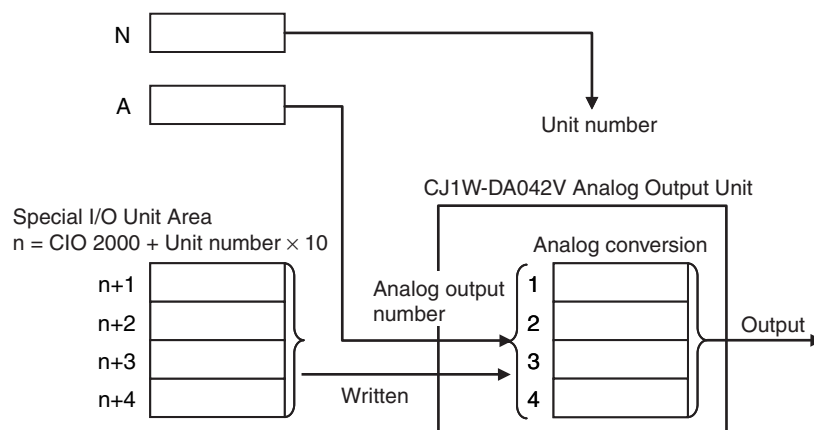 N
A
Unit number
CJ1W-DA042V Analog Output Unit
Special I/O Unit Area
n = CIO 2000 + Unit number × 10
Analog conversion
n+1
n+2
n+3
n+4
Analog output
number
1
2
3
4
Output
Written